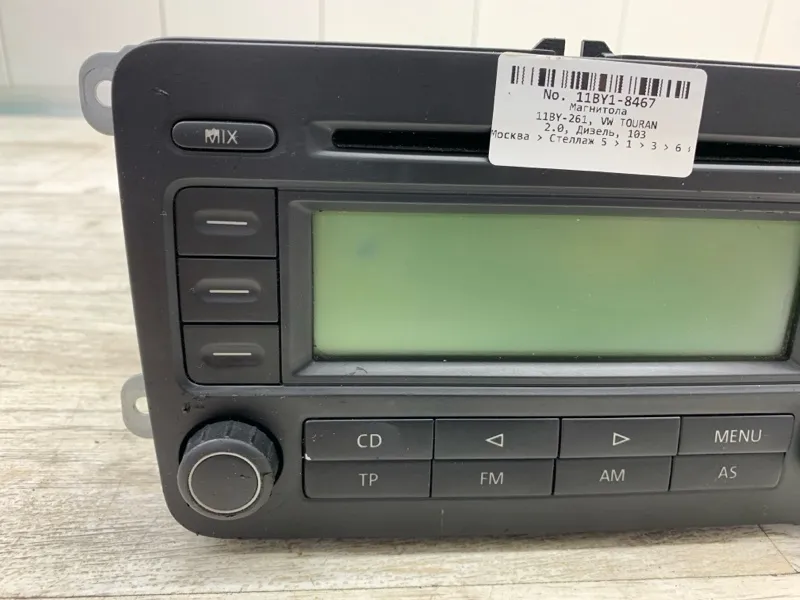 No. 11BY1-8467
Магнитола
11BY-261, VW TOURAN
2.0, Дизель, 103
Москва > Стеллаж 5 > 1 > 3 > 6
MIX
CD
MENU
TP
FM
AM
AS